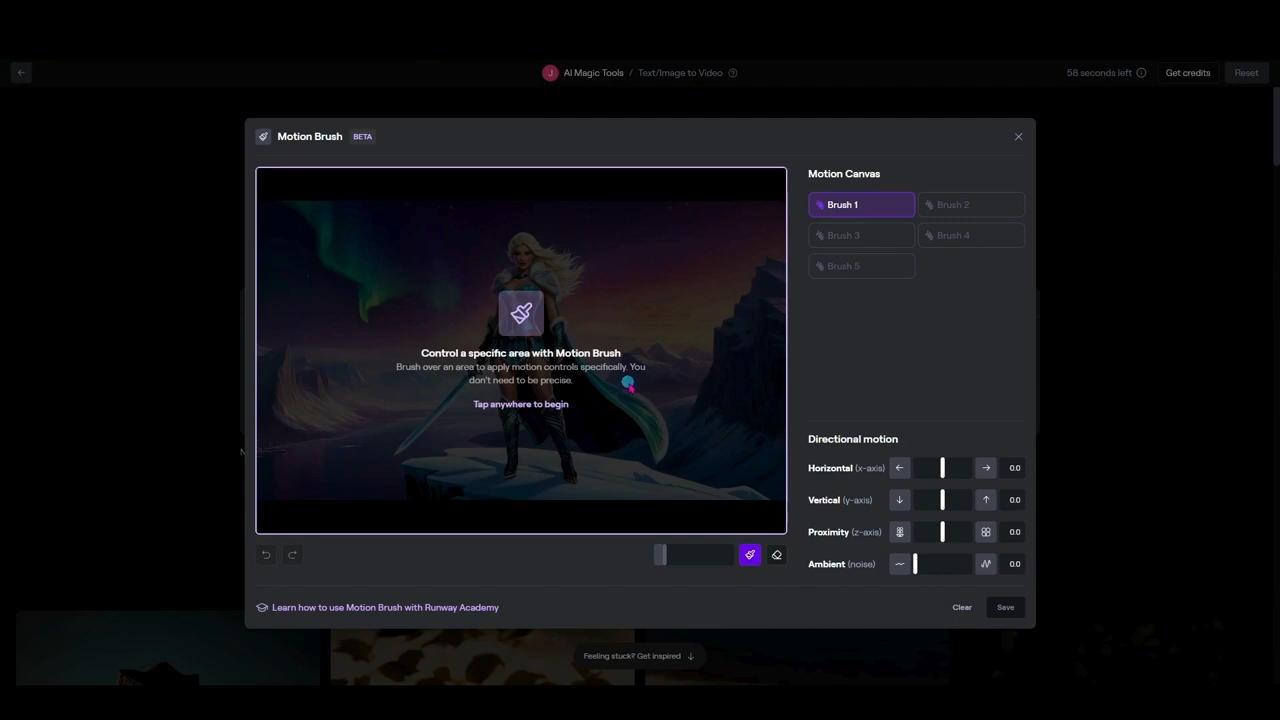 J AI Magic Tools / Text/Image to Video
58 seconds left
Get credits
Reset
Motion Brush BETA
Control a specific area with Motion Brush
Brush over an area to apply motion controls specifically. You
don't need to be precise.
Tap anywhere to begin
Motion Canvas
Brush 1
Brush 2
Brush 3
Brush 4
Brush 5
Directional motion
Horizontal (x-axis) 0.0
Vertical (y-axis) 0.0
Proximity (z-axis) 0.0
Ambient (noise) 0.0
Learn how to use Motion Brush with Runway Academy
Clear
Save
Feeling stuck? Get inspired ↓